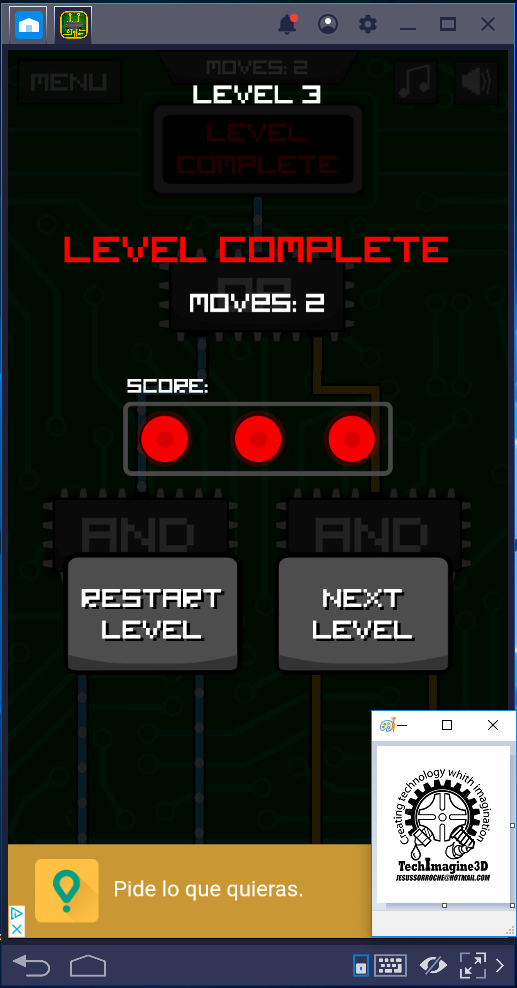 MENU
MOVES: 2
LEVEL 3
LEVEL
COMPLETE
LEVEL COMPLETE
OR
MOVES: 2
SCORE:
AND
AND
RESTART
LEVEL
NEXT
LEVEL
Creating technology whith imagination
TechImagine3D
JESUSSORROCHE@HOTMAIL.COM
Pide lo que quieras.